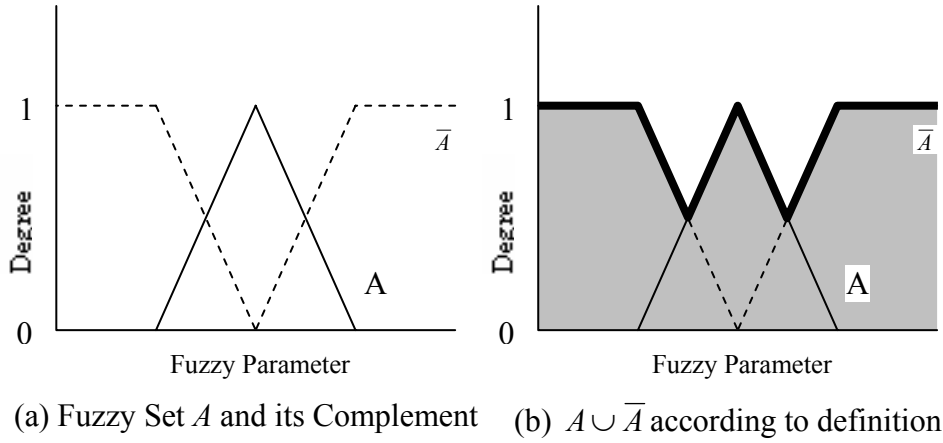 1
Degree
0
A̅
A
Fuzzy Parameter
(a) Fuzzy Set A and its Complement
1
Degree
0
A̅
A
Fuzzy Parameter
(b) A ∪ A̅ according to definition